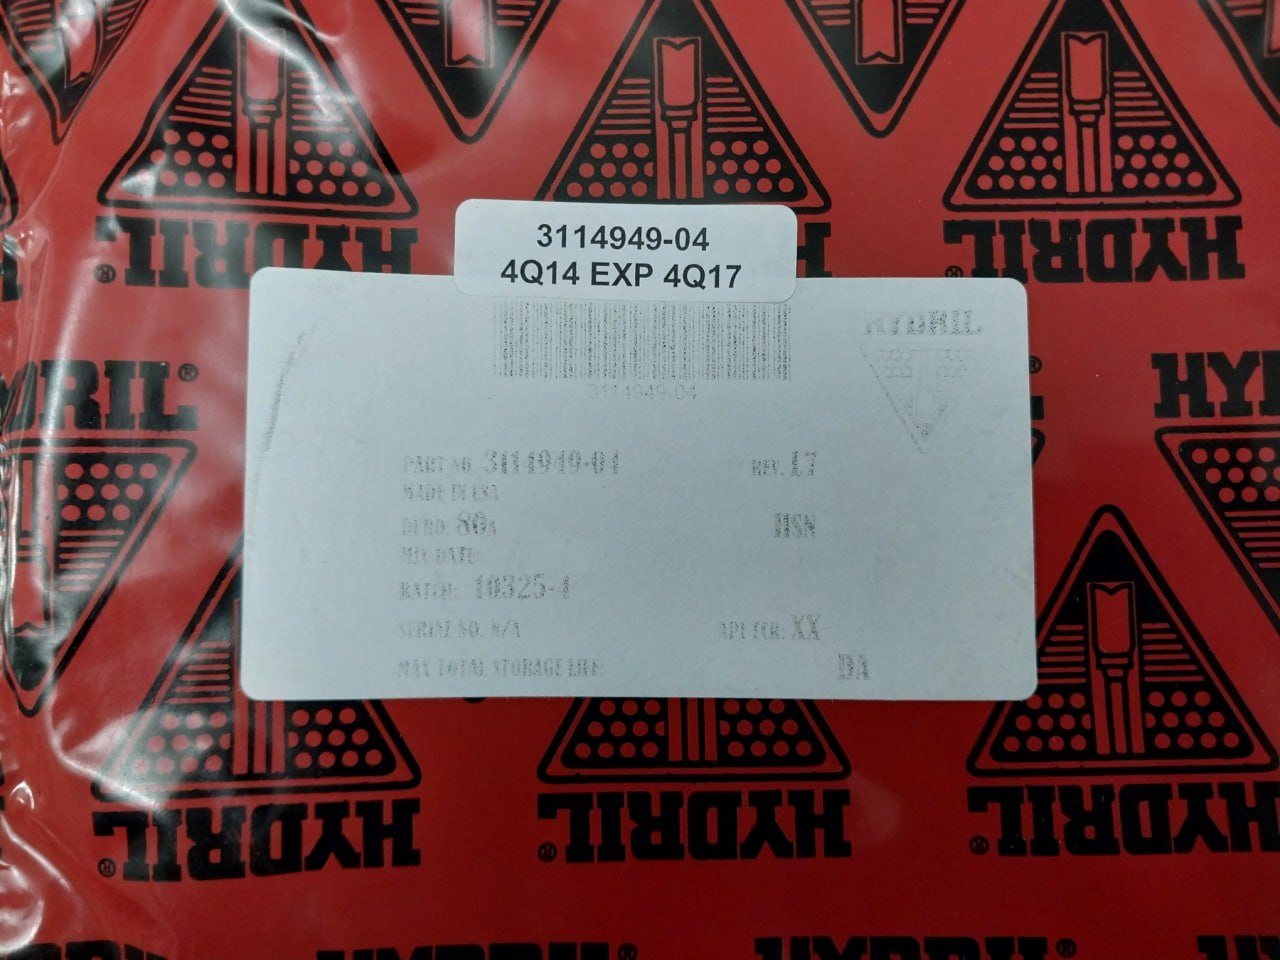 3114949-04
4Q14 EXP 4Q17
HYDRIL
3114949-04
PART NO. 3114949-04 REV. 17
MADE IN USA
DURO: 80A HSN
MIX DATE:
BATCH: 10325-4
SERIAL NO. N/A API TCR: XX
MAX TOTAL STORAGE LIFE:
DA
HYDRIL®
HYDRIL®
HYDRIL®
HYDRIL®
HYDRIL®
HYDRIL®